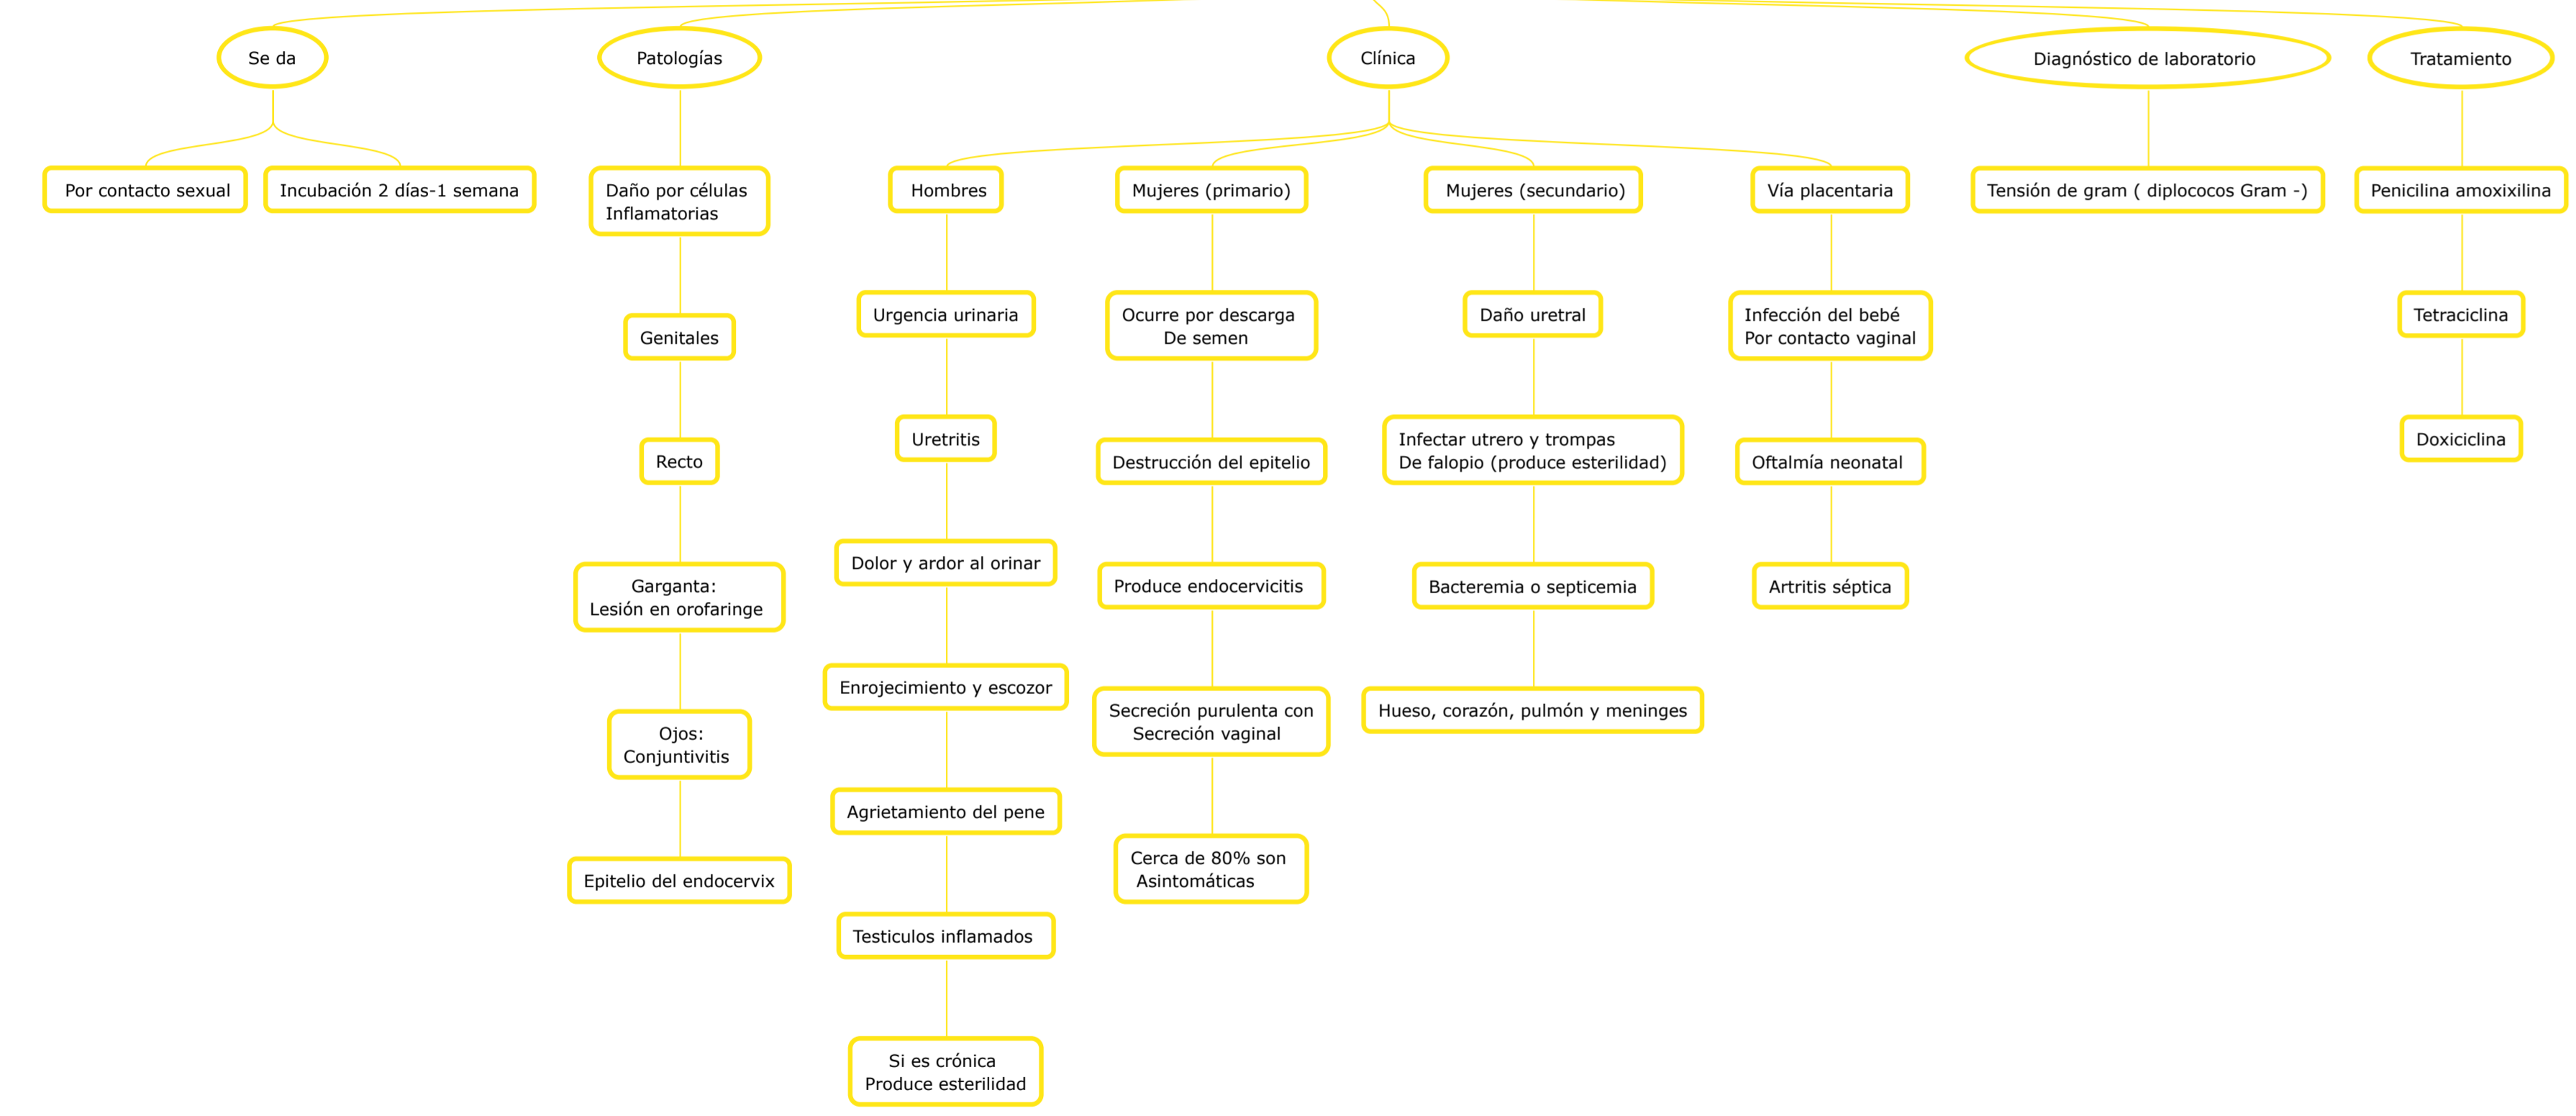 Se da
Patologías
Clínica
Diagnóstico de laboratorio
Tratamiento
Por contacto sexual
Incubación 2 días-1 semana
Daño por células
Inflamatorias
Genitales
Recto
Garganta:
Lesión en orofaringe
Ojos:
Conjuntivitis
Epitelio del endocervix
Hombres
Urgencia urinaria
Uretritis
Dolor y ardor al orinar
Enrojecimiento y escozor
Agrietamiento del pene
Testiculos inflamados
Si es crónica
Produce esterilidad
Mujeres (primario)
Ocurre por descarga
De semen
Destrucción del epitelio
Produce endocervicitis
Secreción purulenta con
Secreción vaginal
Cerca de 80% son
Asintomáticas
Mujeres (secundario)
Daño uretral
Infectar utrero y trompas
De falopio (produce esterilidad)
Bacteremia o septicemia
Hueso, corazón, pulmón y meninges
Vía placentaria
Infección del bebé
Por contacto vaginal
Oftalmía neonatal
Artritis séptica
Tensión de gram ( diplococos Gram -)
Penicilina amoxixilina
Tetraciclina
Doxiciclina